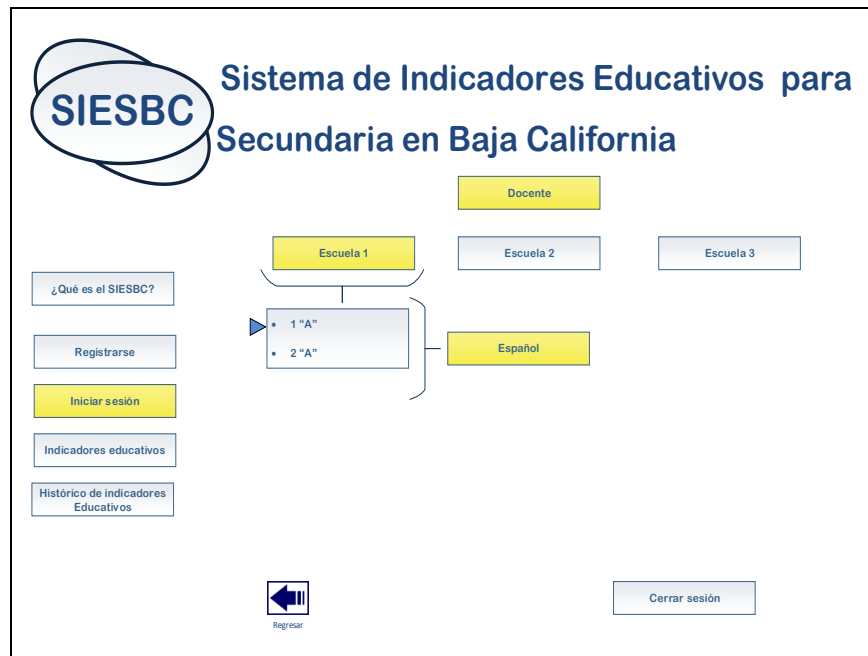 SIESBC
Sistema de Indicadores Educativos para
Secundaria en Baja California
Docente
Escuela 1
Escuela 2
Escuela 3
¿Qué es el SIESBC?
• 1 “A”
• 2 “A”
Español
Registrarse
Iniciar sesión
Indicadores educativos
Histórico de indicadores
Educativos
Regresar
Cerrar sesión